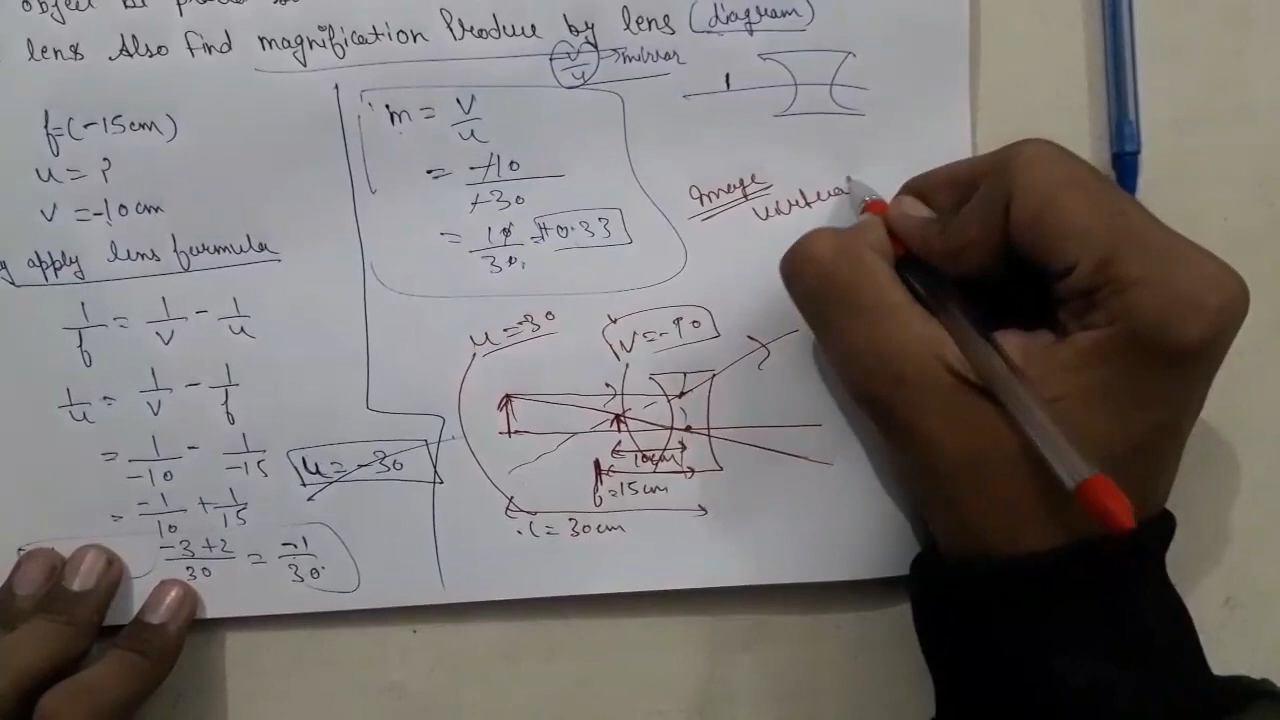 object
lens Also find magnification Produce by lens (diagram)
v/u → mirror
f=(-15cm)
u = ?
v = -10cm
apply lens formula
1/f = 1/v - 1/u
1/u = 1/v - 1/f
= 1/-10 - 1/-15
= -1/10 + 1/15
-3+2/30 = -1/30
u = -30
m = v/u
= -10/-30
= 10/30 = +0.33
Image
virtual
u = -30
v = -10
10cm
f = 15cm
= 30cm